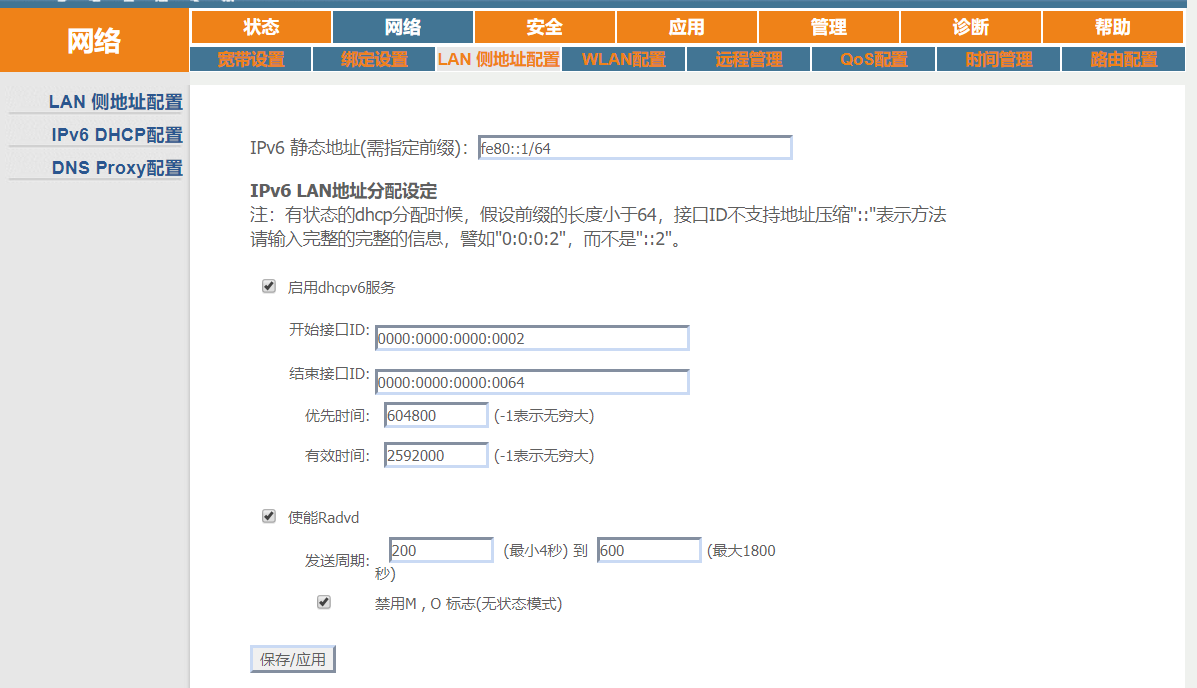 网络
状态 网络 安全 应用 管理 诊断 帮助
宽带设置 绑定设置 LAN 侧地址配置 WLAN配置 远程管理 QoS配置 时间管理 路由配置
LAN 侧地址配置
IPv6 DHCP配置
DNS Proxy配置
IPv6 静态地址(需指定前缀)： fe80::1/64
IPv6 LAN地址分配设定
注：有状态的dhcp分配时候，假设前缀的长度小于64，接口ID不支持地址压缩"::"表示方法
请输入完整的完整的信息，譬如"0:0:0:2"，而不是"::2"。
启用dhcpv6服务
开始接口ID: 0000:0000:0000:0002
结束接口ID: 0000:0000:0000:0064
优先时间: 604800 (-1表示无穷大)
有效时间: 2592000 (-1表示无穷大)
使能Radvd
发送周期: 200 (最小4秒) 到 600 (最大1800
秒)
禁用M , O 标志(无状态模式)
保存/应用